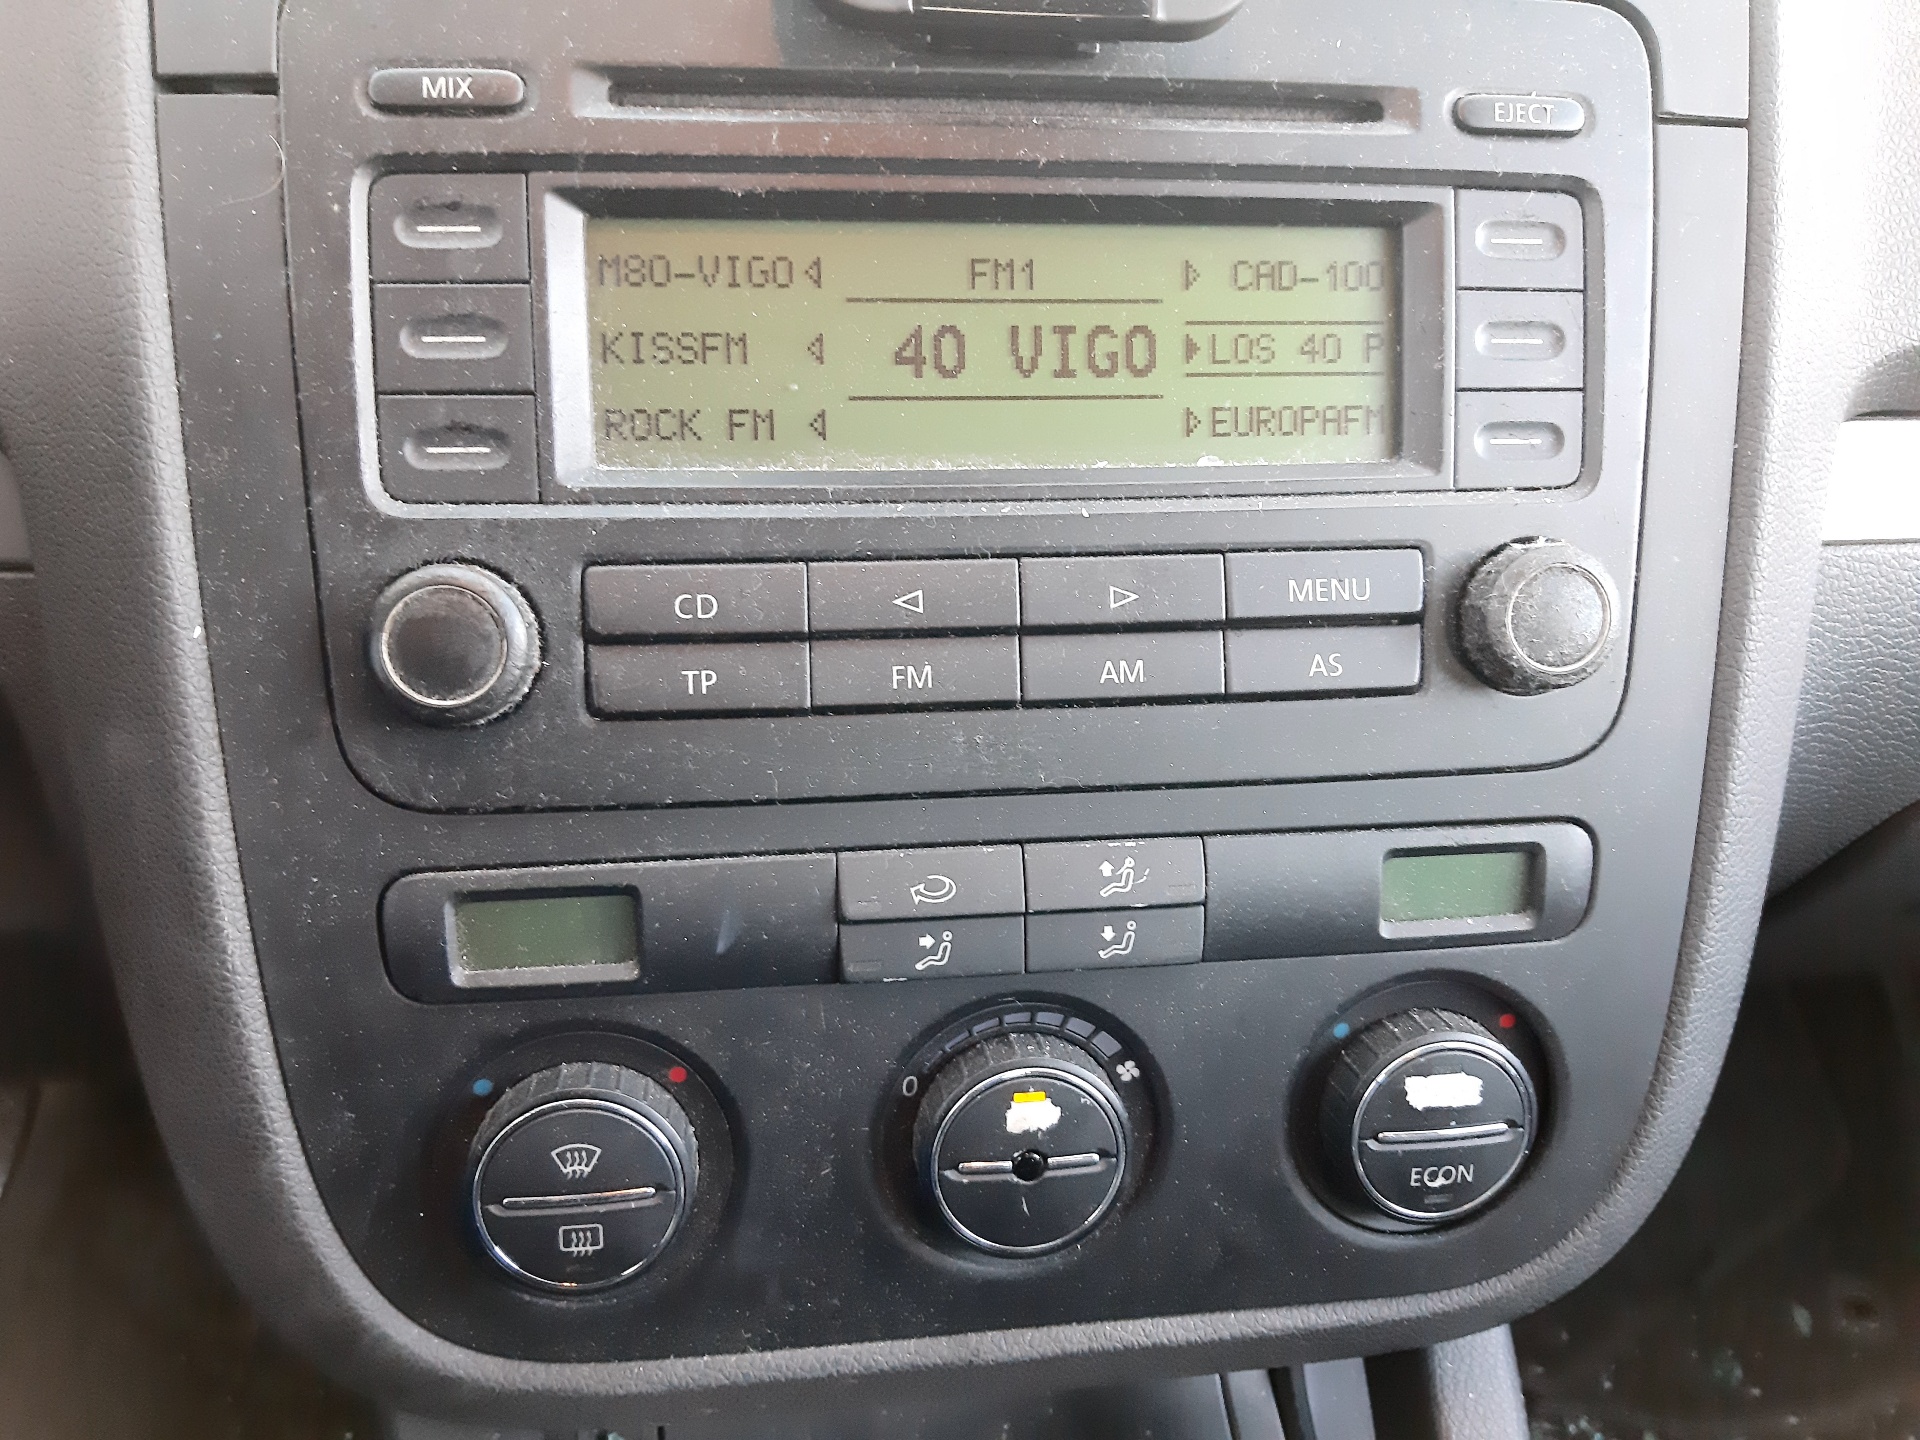 MIX
EJECT
M80-VIGO FM1 CAD-100
KISSFM 40 VIGO LOS 40 P
ROCK FM EUROPAFM
CD MENU
TP FM AM AS
0
ECON